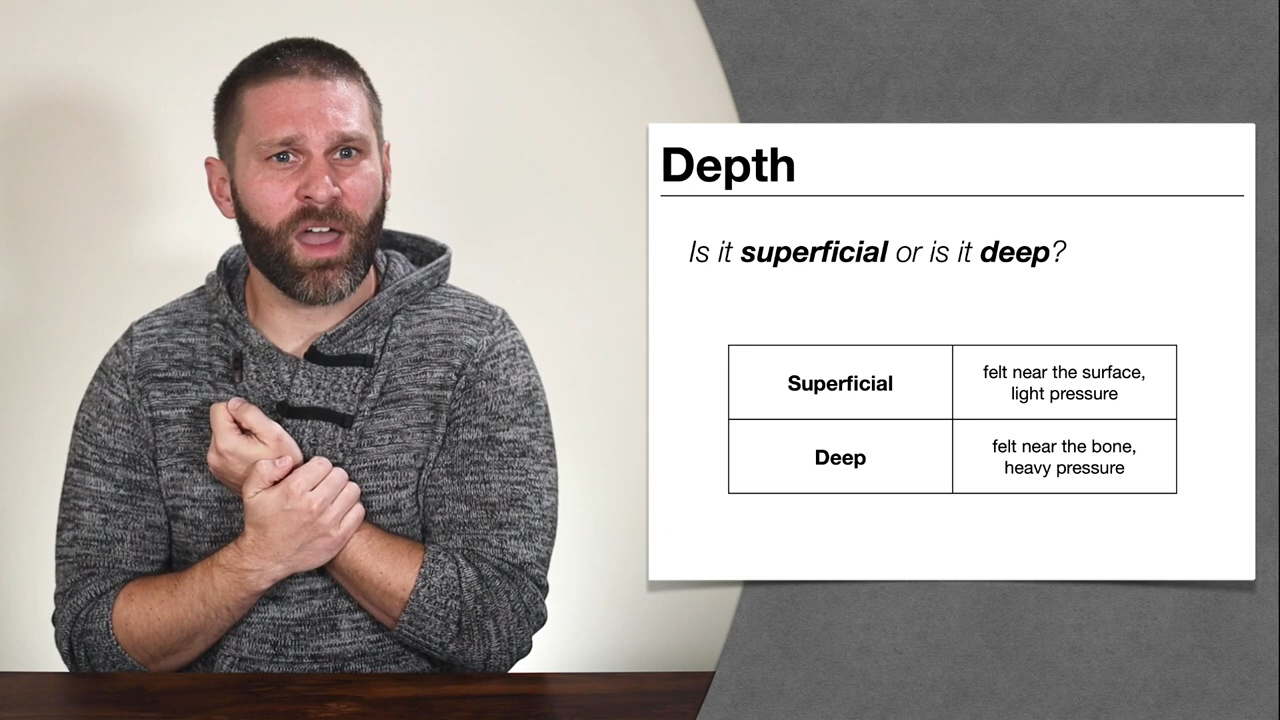 Depth
Is it superficial or is it deep?
Superficial
felt near the surface,
light pressure
Deep
felt near the bone,
heavy pressure